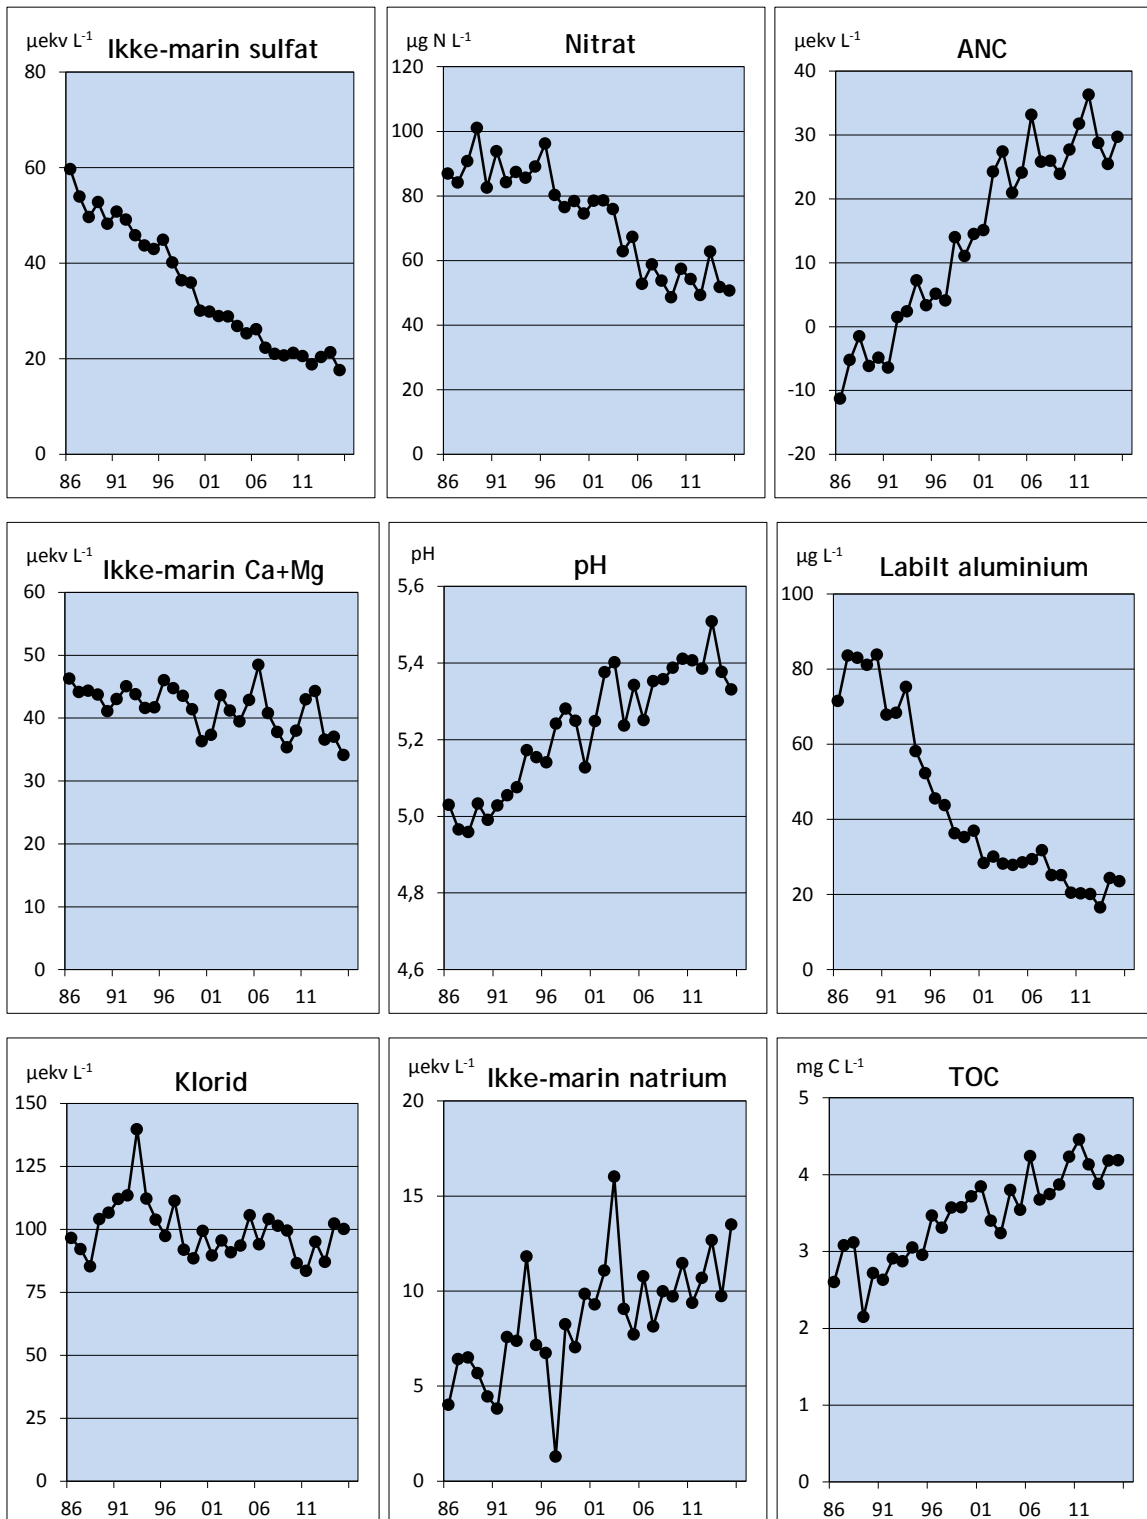 µekv L-1
Ikke-marin sulfat
80
60
40
20
0
86 91 96 01 06 11
µg N L-1
Nitrat
120
100
80
60
40
20
0
86 91 96 01 06 11
µekv L-1
ANC
40
30
20
10
0
-10
-20
86 91 96 01 06 11
µekv L-1
Ikke-marin Ca+Mg
60
50
40
30
20
10
0
86 91 96 01 06 11
pH
pH
5,6
5,4
5,2
5,0
4,8
4,6
86 91 96 01 06 11
µg L-1
Labilt aluminium
100
80
60
40
20
0
86 91 96 01 06 11
µekv L-1
Klorid
150
125
100
75
50
25
0
86 91 96 01 06 11
µekv L-1
Ikke-marin natrium
20
15
10
5
0
86 91 96 01 06 11
mg C L-1
TOC
5
4
3
2
1
0
86 91 96 01 06 11